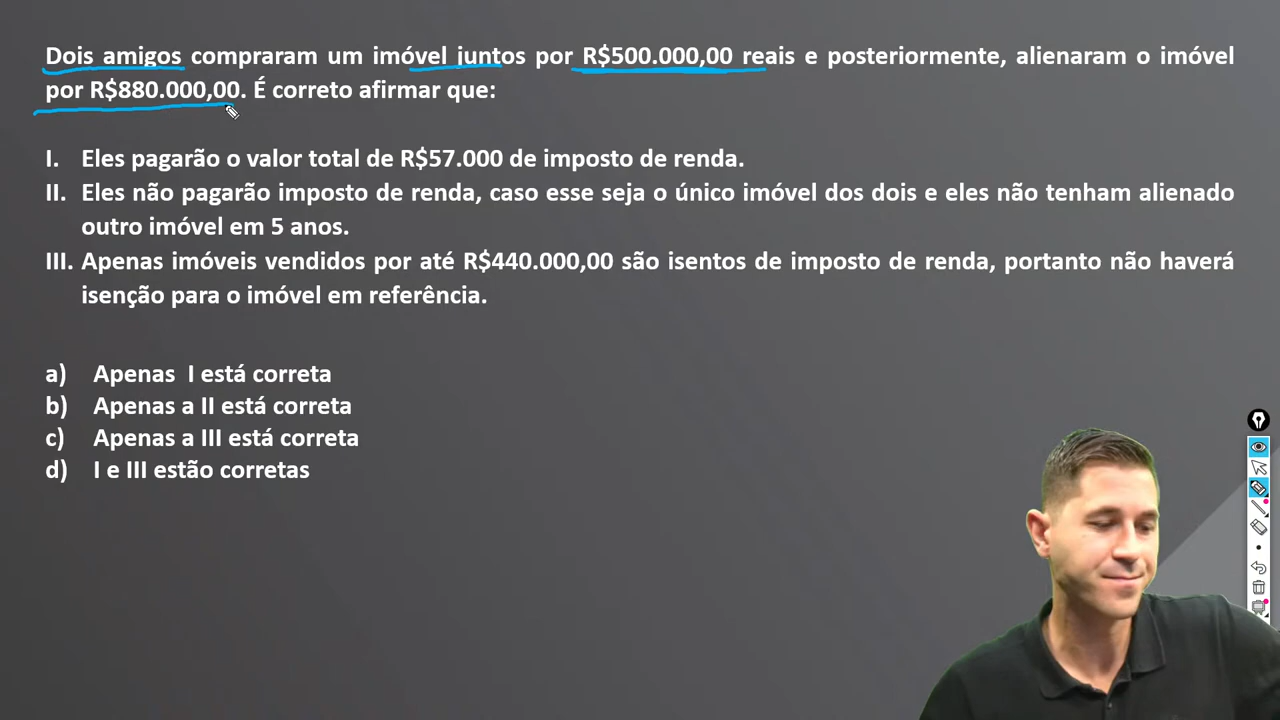 Dois amigos compraram um imóvel juntos por R$500.000,00 reais e posteriormente, alienaram o imóvel
por R$880.000,00. É correto afirmar que:
I. Eles pagarão o valor total de R$57.000 de imposto de renda.
II. Eles não pagarão imposto de renda, caso esse seja o único imóvel dos dois e eles não tenham alienado
outro imóvel em 5 anos.
III. Apenas imóveis vendidos por até R$440.000,00 são isentos de imposto de renda, portanto não haverá
isenção para o imóvel em referência.
a) Apenas I está correta
b) Apenas a II está correta
c) Apenas a III está correta
d) I e III estão corretas